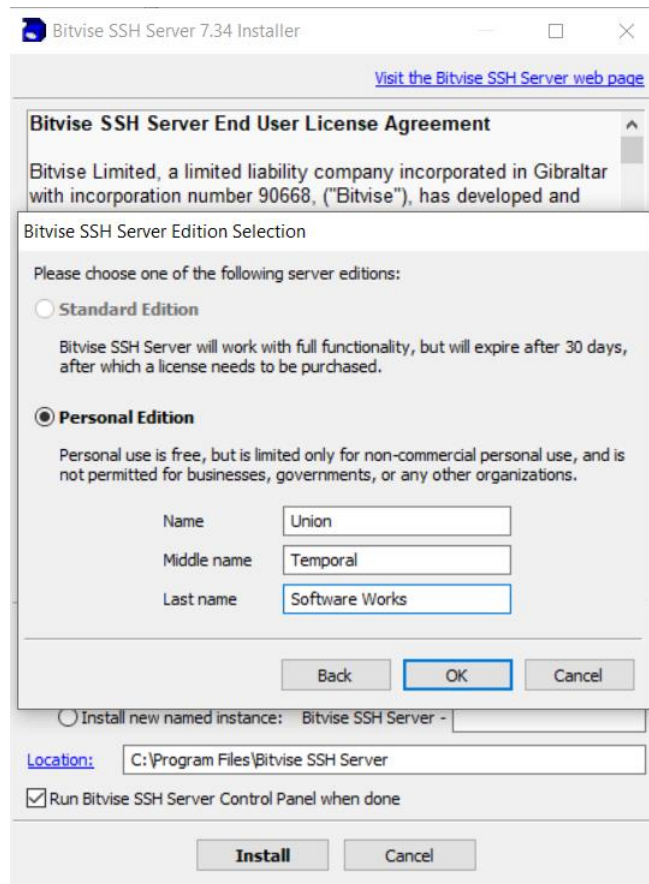 Bitvise SSH Server 7.34 Installer
Visit the Bitvise SSH Server web page
Bitvise SSH Server End User License Agreement
Bitvise Limited, a limited liability company incorporated in Gibraltar
with incorporation number 90668, ("Bitvise"), has developed and
Bitvise SSH Server Edition Selection
Please choose one of the following server editions:
Standard Edition
Bitvise SSH Server will work with full functionality, but will expire after 30 days,
after which a license needs to be purchased.
Personal Edition
Personal use is free, but is limited only for non-commercial personal use, and is
not permitted for businesses, governments, or any other organizations.
Name Union
Middle name Temporal
Last name Software Works
Back OK Cancel
Install new named instance: Bitvise SSH Server -
Location: C:\Program Files\Bitvise SSH Server
Run Bitvise SSH Server Control Panel when done
Install Cancel